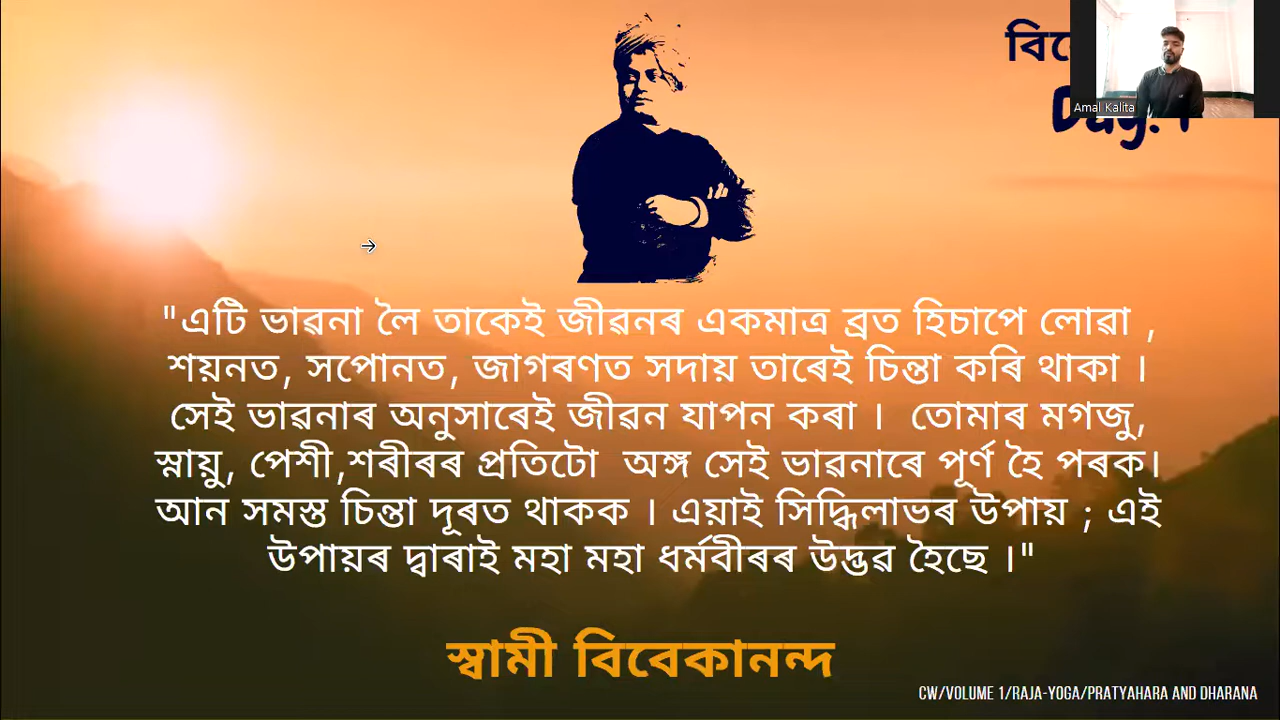 Amal Kalita
"এটি ভাৱনা লৈ তাকেই জীৱনৰ একমাত্ৰ ব্ৰত হিচাপে লোৱা ,
শয়নত, সপোনত, জাগৰণত সদায় তাৰেই চিন্তা কৰি থাকা ।
সেই ভাৱনাৰ অনুসাৰেই জীৱন যাপন কৰা ।  তোমাৰ মগজু,
স্নায়ু, পেশী,শৰীৰৰ প্ৰতিটো  অঙ্গ সেই ভাৱনাৰে পূৰ্ণ হৈ পৰক।
আন সমস্ত চিন্তা দূৰত থাকক । এয়াই সিদ্ধিলাভৰ উপায় ; এই
উপায়ৰ দ্বাৰাই মহা মহা ধৰ্মবীৰৰ উদ্ভৱ হৈছে ।"
স্বামী বিবেকানন্দ
CW/VOLUME 1/RAJA-YOGA/PRATYAHARA AND DHARANA